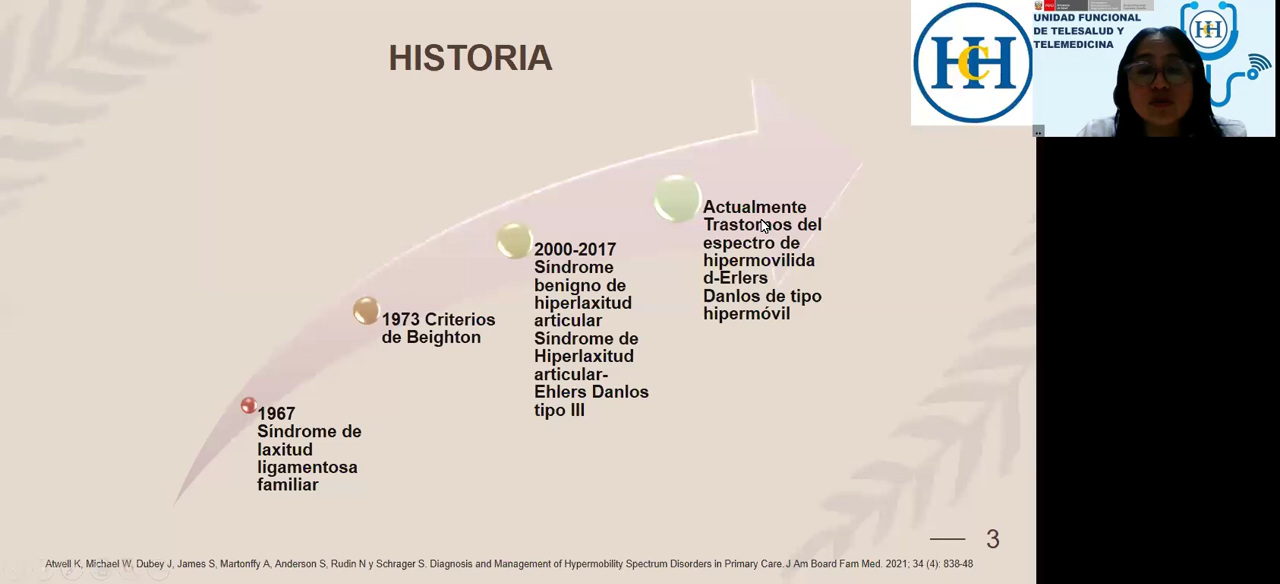 HISTORIA
HCH
UNIDAD FUNCIONAL
DE TELESALUD Y
TELEMEDICINA
HCH
Actualmente
Trastornos del
espectro de
hipermovilida
d-Erlers
Danlos de tipo
hipermóvil
2000-2017
Síndrome
benigno de
hiperlaxitud
articular
Síndrome de
Hiperlaxitud
articular-
Ehlers Danlos
tipo III
1973 Criterios
de Beighton
1967
Síndrome de
laxitud
ligamentosa
familiar
3
Atwell K, Michael W, Dubey J, James S, Martonffy A, Anderson S, Rudin N y Schrager S. Diagnosis and Management of Hypermobility Spectrum Disorders in Primary Care. J Am Board Fam Med. 2021; 34 (4): 838-48